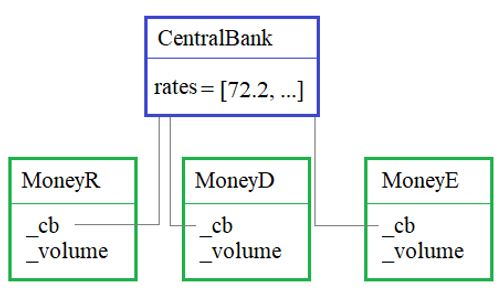 CentralBank
rates = [72.2, ...]
MoneyR
_cb
_volume
MoneyD
_cb
_volume
MoneyE
_cb
_volume